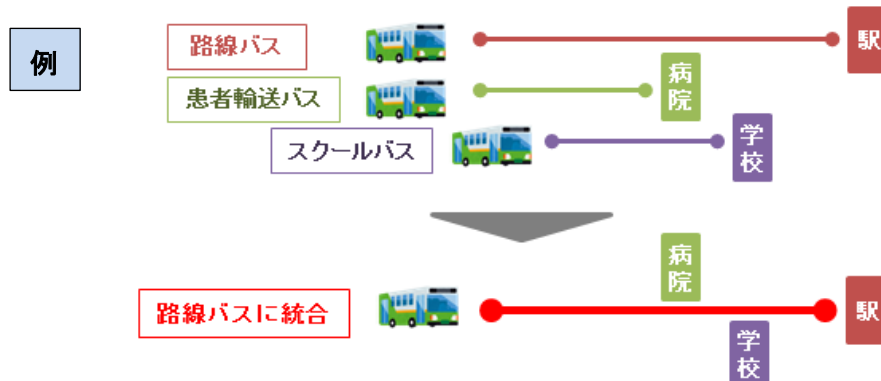 例
路線バス
駅
患者輸送バス
病院
スクールバス
学校
病院
路線バスに統合
駅
学校